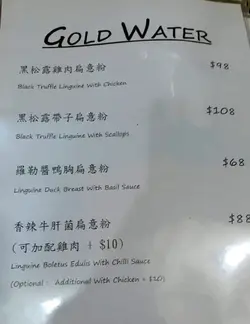 GOLD WATER
黑松露雞肉扁意粉 $98
Black Truffle Linguine With Chicken
黑松露帶子扁意粉 $108
Black Truffle Linguine With Scallops
羅勒醬鴨胸扁意粉 $68
Linguine Duck Breast With Basil Sauce
香辣牛肝菌扁意粉 $88
(可加配雞肉 + $10)
Linguine Boletus Edulis With Chilli Sauce
(Optional : Additional With Chicken + $10)